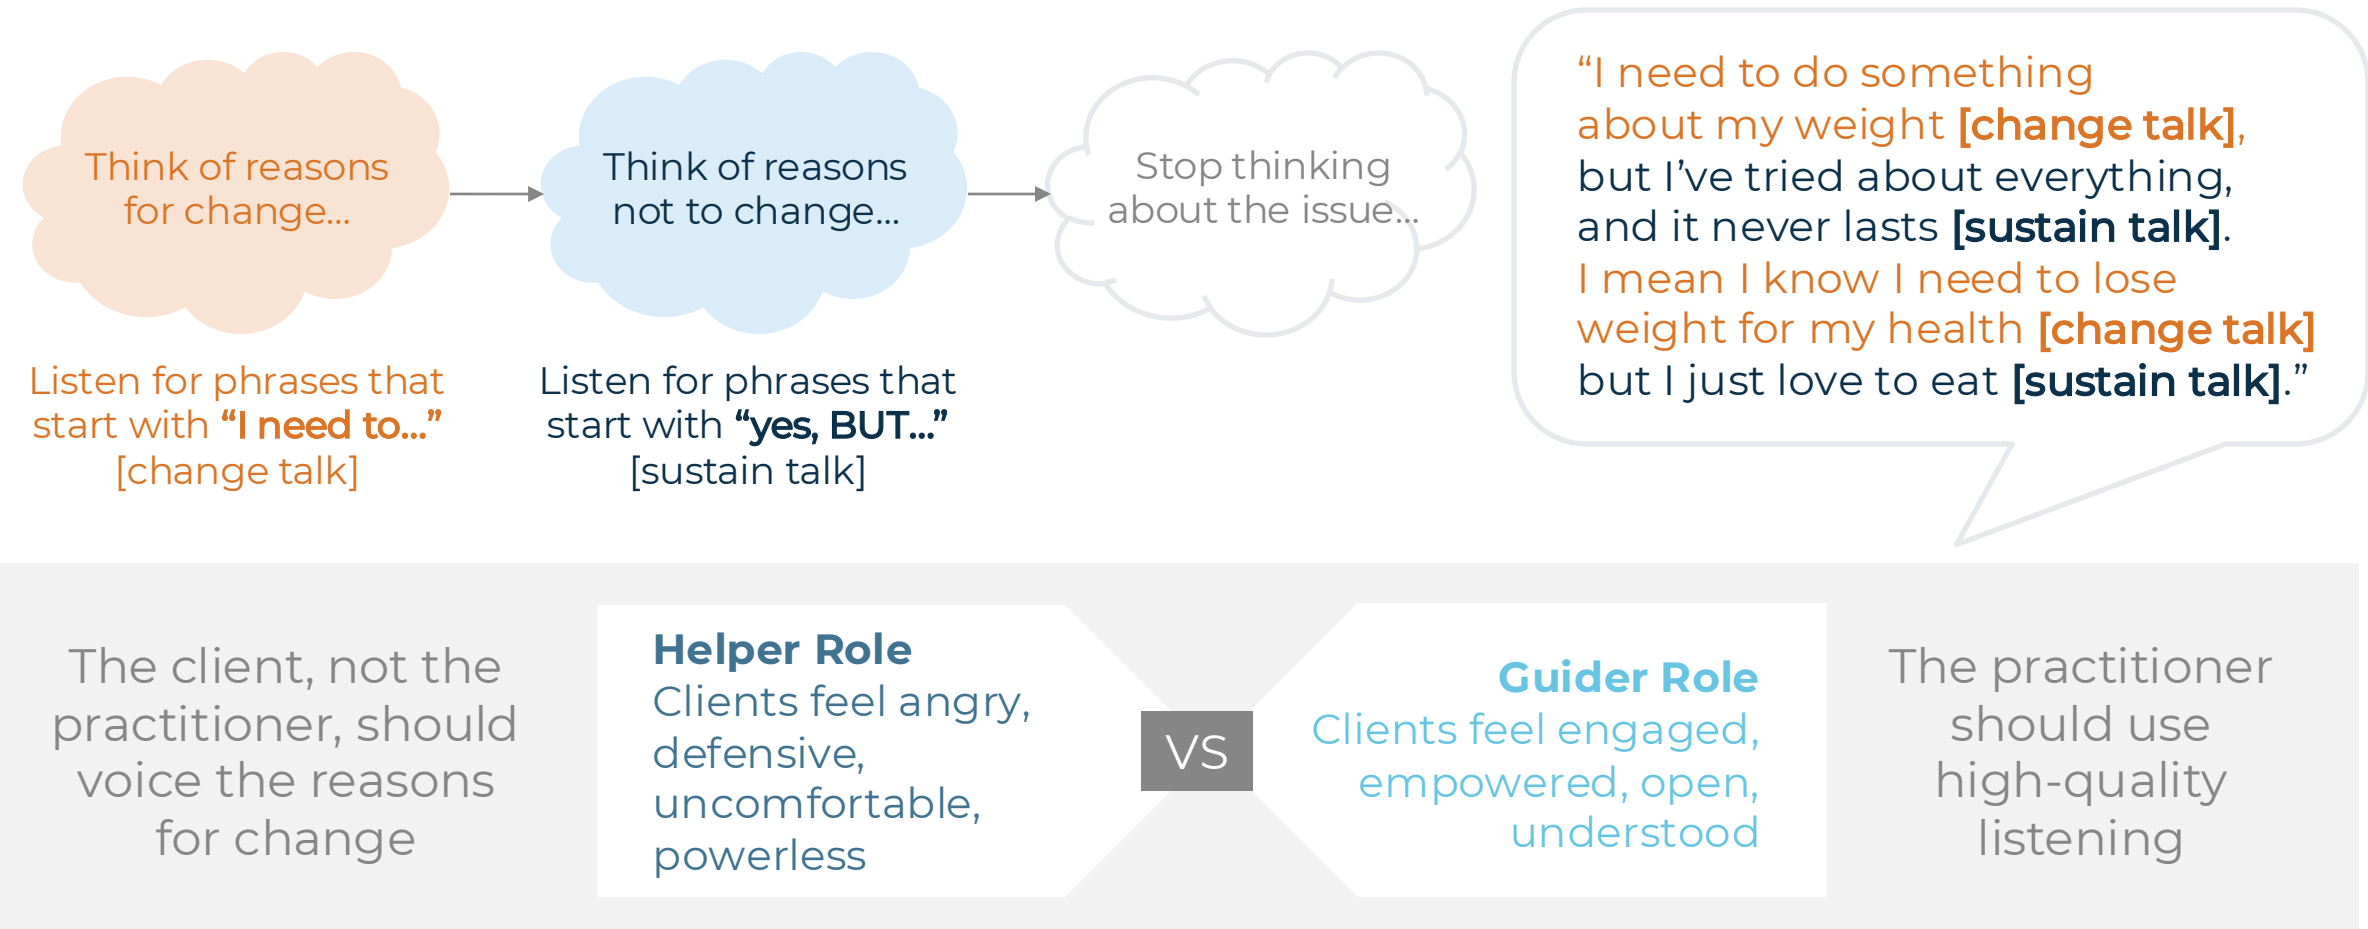 Think of reasons
for change...
Think of reasons
not to change...
Stop thinking
about the issue...
Listen for phrases that
start with “I need to...”
[change talk]
Listen for phrases that
start with “yes, BUT...”
[sustain talk]
“I need to do something
about my weight [change talk],
but I’ve tried about everything,
and it never lasts [sustain talk].
I mean I know I need to lose
weight for my health [change talk]
but I just love to eat [sustain talk].”
The client, not the
practitioner, should
voice the reasons
for change
Helper Role
Clients feel angry,
defensive,
uncomfortable,
powerless
VS
Guider Role
Clients feel engaged,
empowered, open,
understood
The practitioner
should use
high-quality
listening